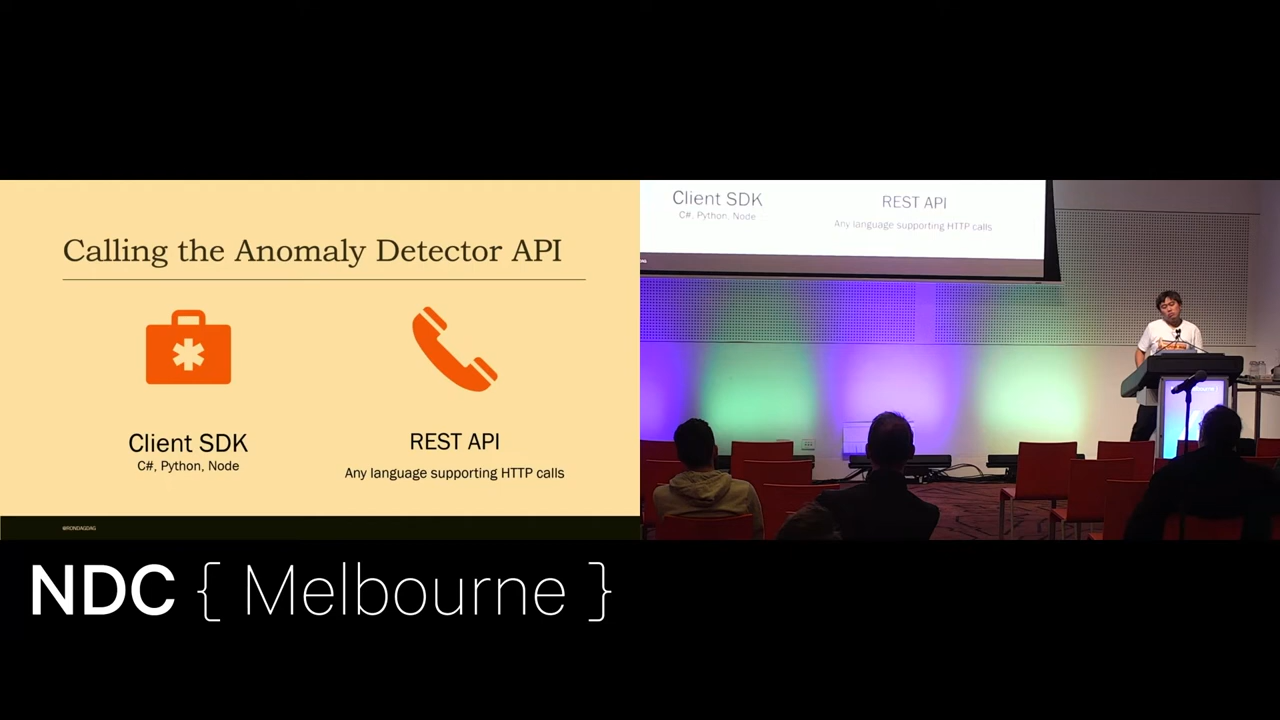 Calling the Anomaly Detector API
Client SDK
C#, Python, Node
REST API
Any language supporting HTTP calls
@RONDAGDAG
Client SDK
C#, Python, Node
REST API
Any language supporting HTTP calls
NDC { Melbourne }